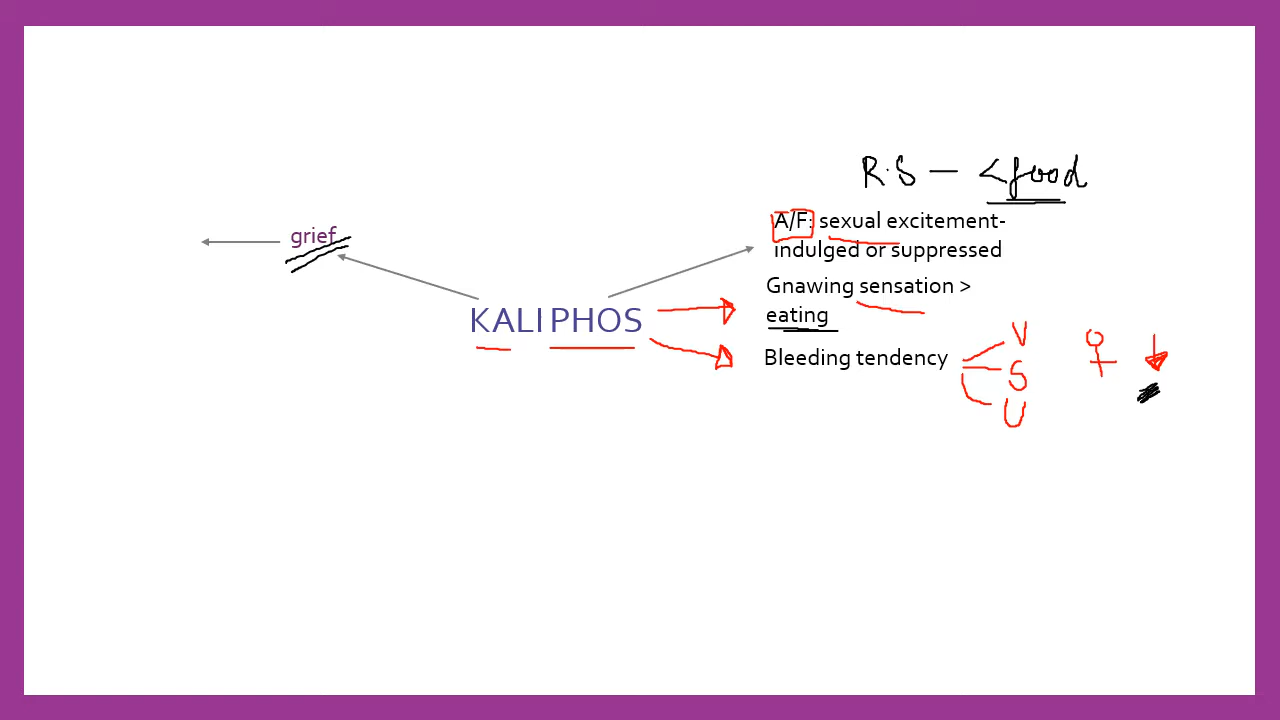 R.S — <food
A/F: sexual excitement-
indulged or suppressed
grief
Gnawing sensation >
eating
KALI PHOS
Bleeding tendency
V
S
U